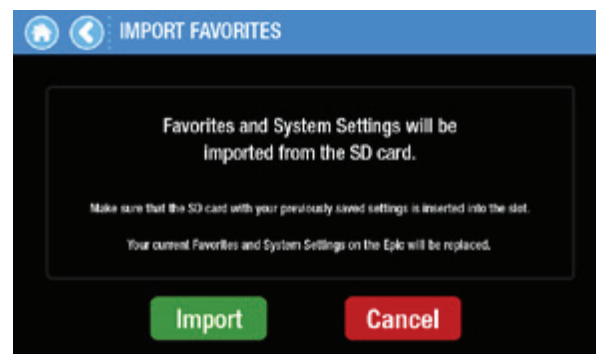 IMPORT FAVORITES
Favorites and System Settings will be
imported from the SD card.
Make sure that the SD card with your previously saved settings is inserted into the slot.
Your current Favorites and System Settings on the Epic will be replaced.
Import
Cancel